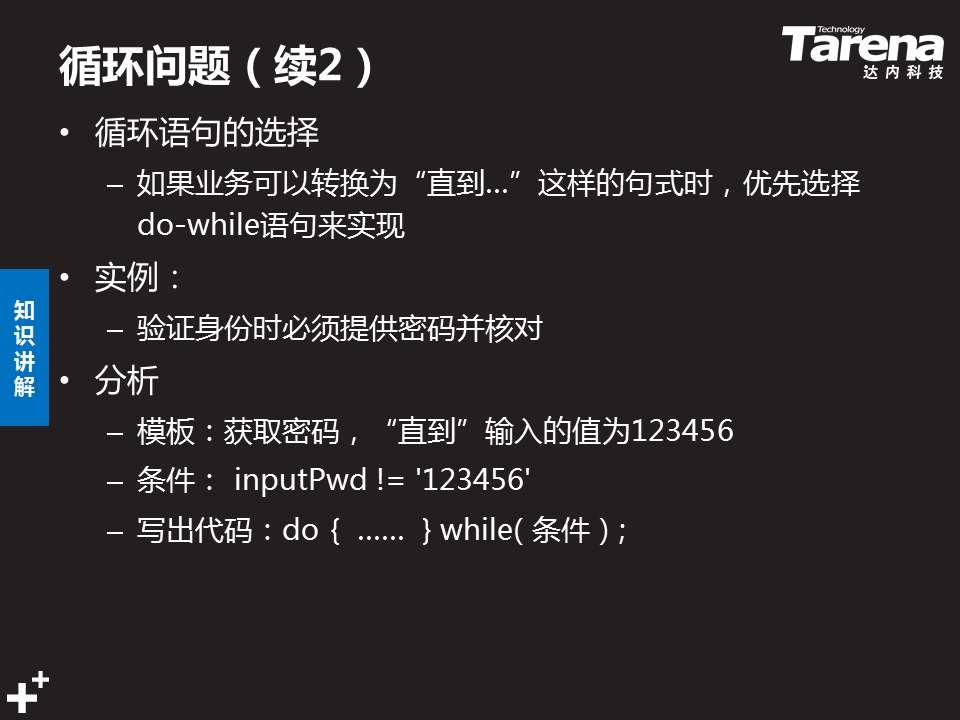 循环问题（续2）
Technology
Tarena
达内科技
• 循环语句的选择
– 如果业务可以转换为“直到…”这样的句式时，优先选择
do-while语句来实现
• 实例：
– 验证身份时必须提供密码并核对
• 分析
– 模板：获取密码，“直到”输入的值为123456
– 条件： inputPwd != '123456'
– 写出代码：do { …… } while( 条件 ) ;
知识讲解